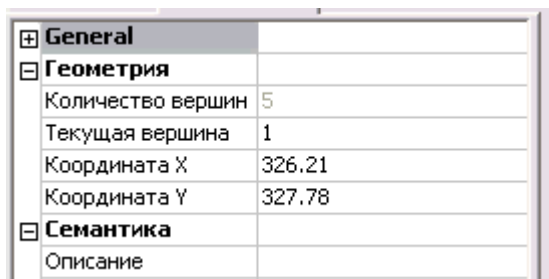 General
Геометрия
Количество вершин 5
Текущая вершина 1
Координата X 326.21
Координата Y 327.78
Семантика
Описание